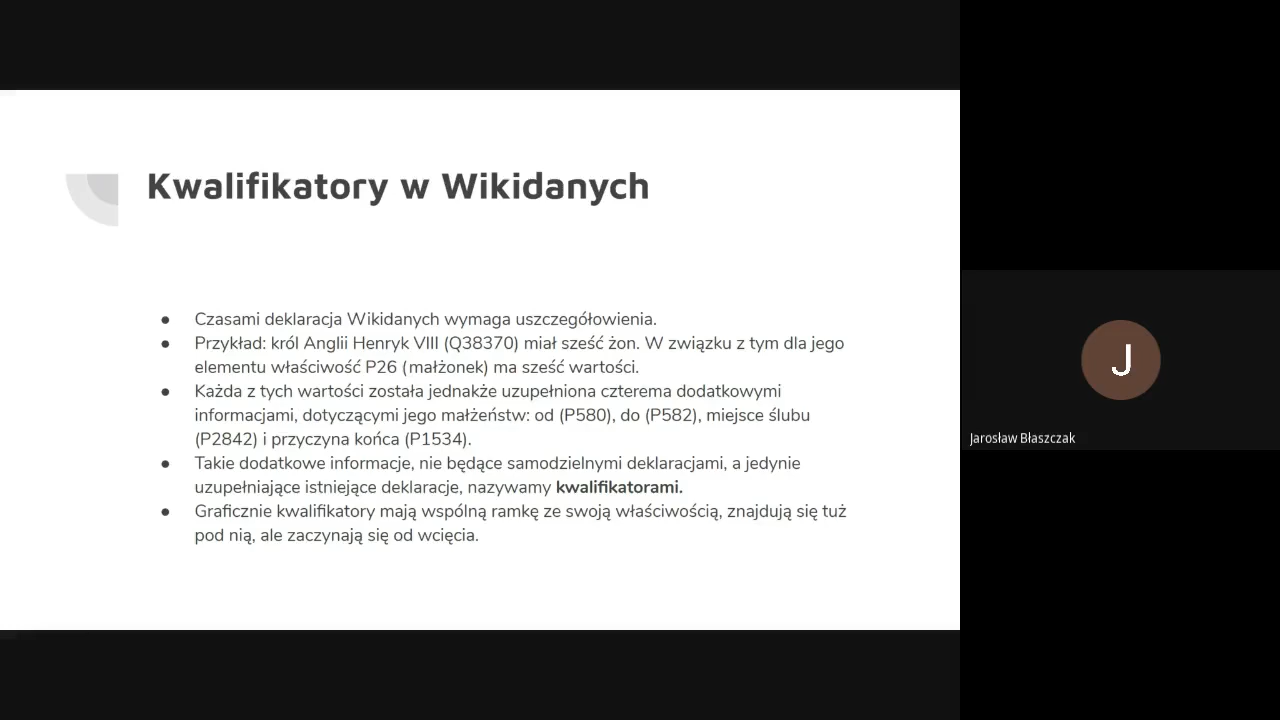 Kwalifikatory w Wikidanych
● Czasami deklaracja Wikidanych wymaga uszczegółowienia.
● Przykład: król Anglii Henryk VIII (Q38370) miał sześć żon. W związku z tym dla jego
elementu właściwość P26 (małżonek) ma sześć wartości.
● Każda z tych wartości została jednakże uzupełniona czterema dodatkowymi
informacjami, dotyczącymi jego małżeństw: od (P580), do (P582), miejsce ślubu
(P2842) i przyczyna końca (P1534).
● Takie dodatkowe informacje, nie będące samodzielnymi deklaracjami, a jedynie
uzupełniające istniejące deklaracje, nazywamy kwalifikatorami.
● Graficznie kwalifikatory mają wspólną ramkę ze swoją właściwością, znajdują się tuż
pod nią, ale zaczynają się od wcięcia.
J
Jarosław Błaszczak